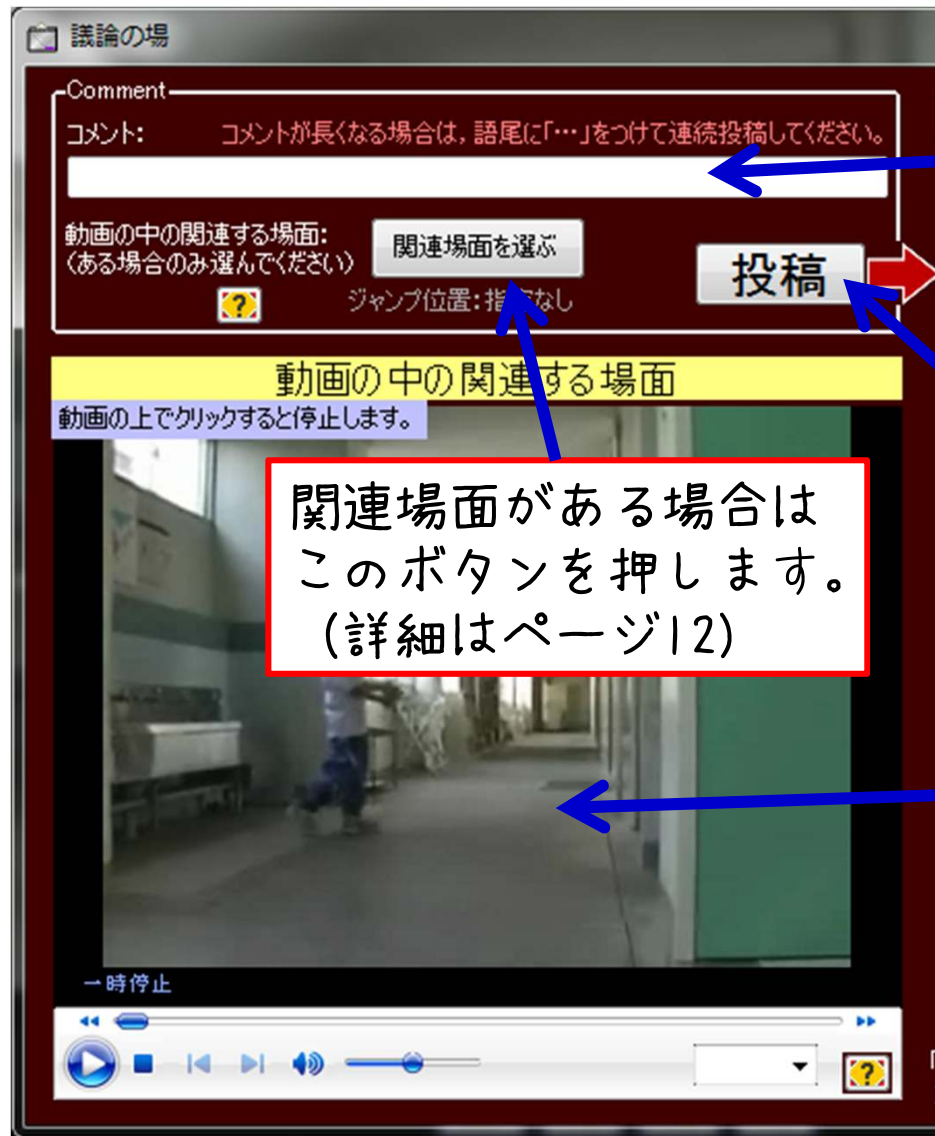 議論の場
Comment
コメント: コメントが長くなる場合は，語尾に「…」をつけて連続投稿してください。
動画の中の関連する場面:
（ある場合のみ選んでください）
関連場面を選ぶ
投稿
?
ジャンプ位置:指定なし
動画の中の関連する場面
動画の上でクリックすると停止します。
関連場面がある場合は
このボタンを押します。
(詳細はページ12)
一時停止
?